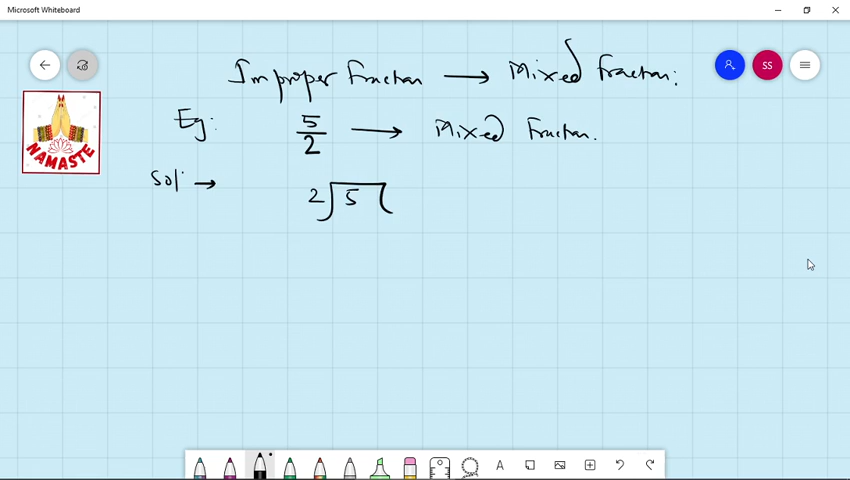 Microsoft Whiteboard
Improper Fraction → Mixed Fraction:
SS
NAMASTE
Eg: 5/2 → Mixed Fraction.
Sol: →
2 5
A